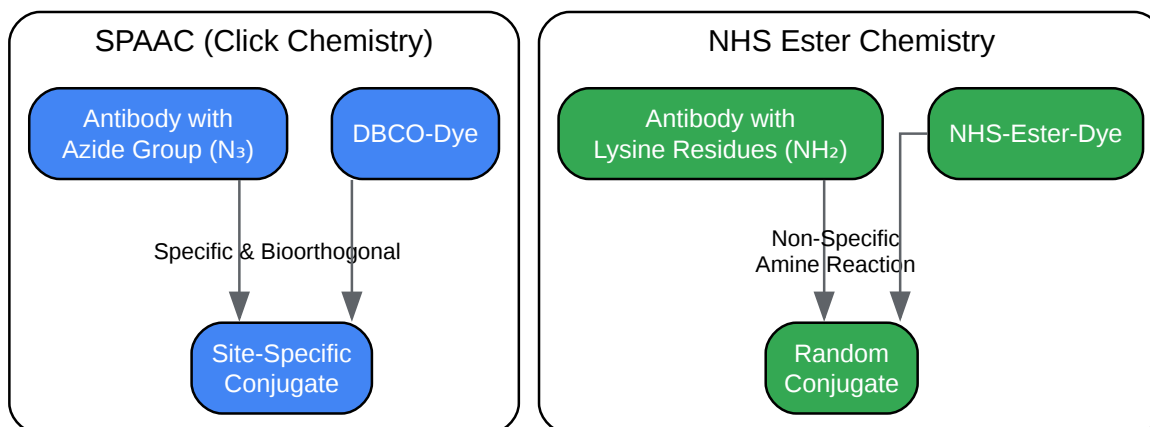 SPAAC (Click Chemistry)
Antibody with
Azide Group (N₃)
DBCO-Dye
Specific & Bioorthogonal
Site-Specific
Conjugate
NHS Ester Chemistry
Antibody with
Lysine Residues (NH₂)
NHS-Ester-Dye
Non-Specific
Amine Reaction
Random
Conjugate